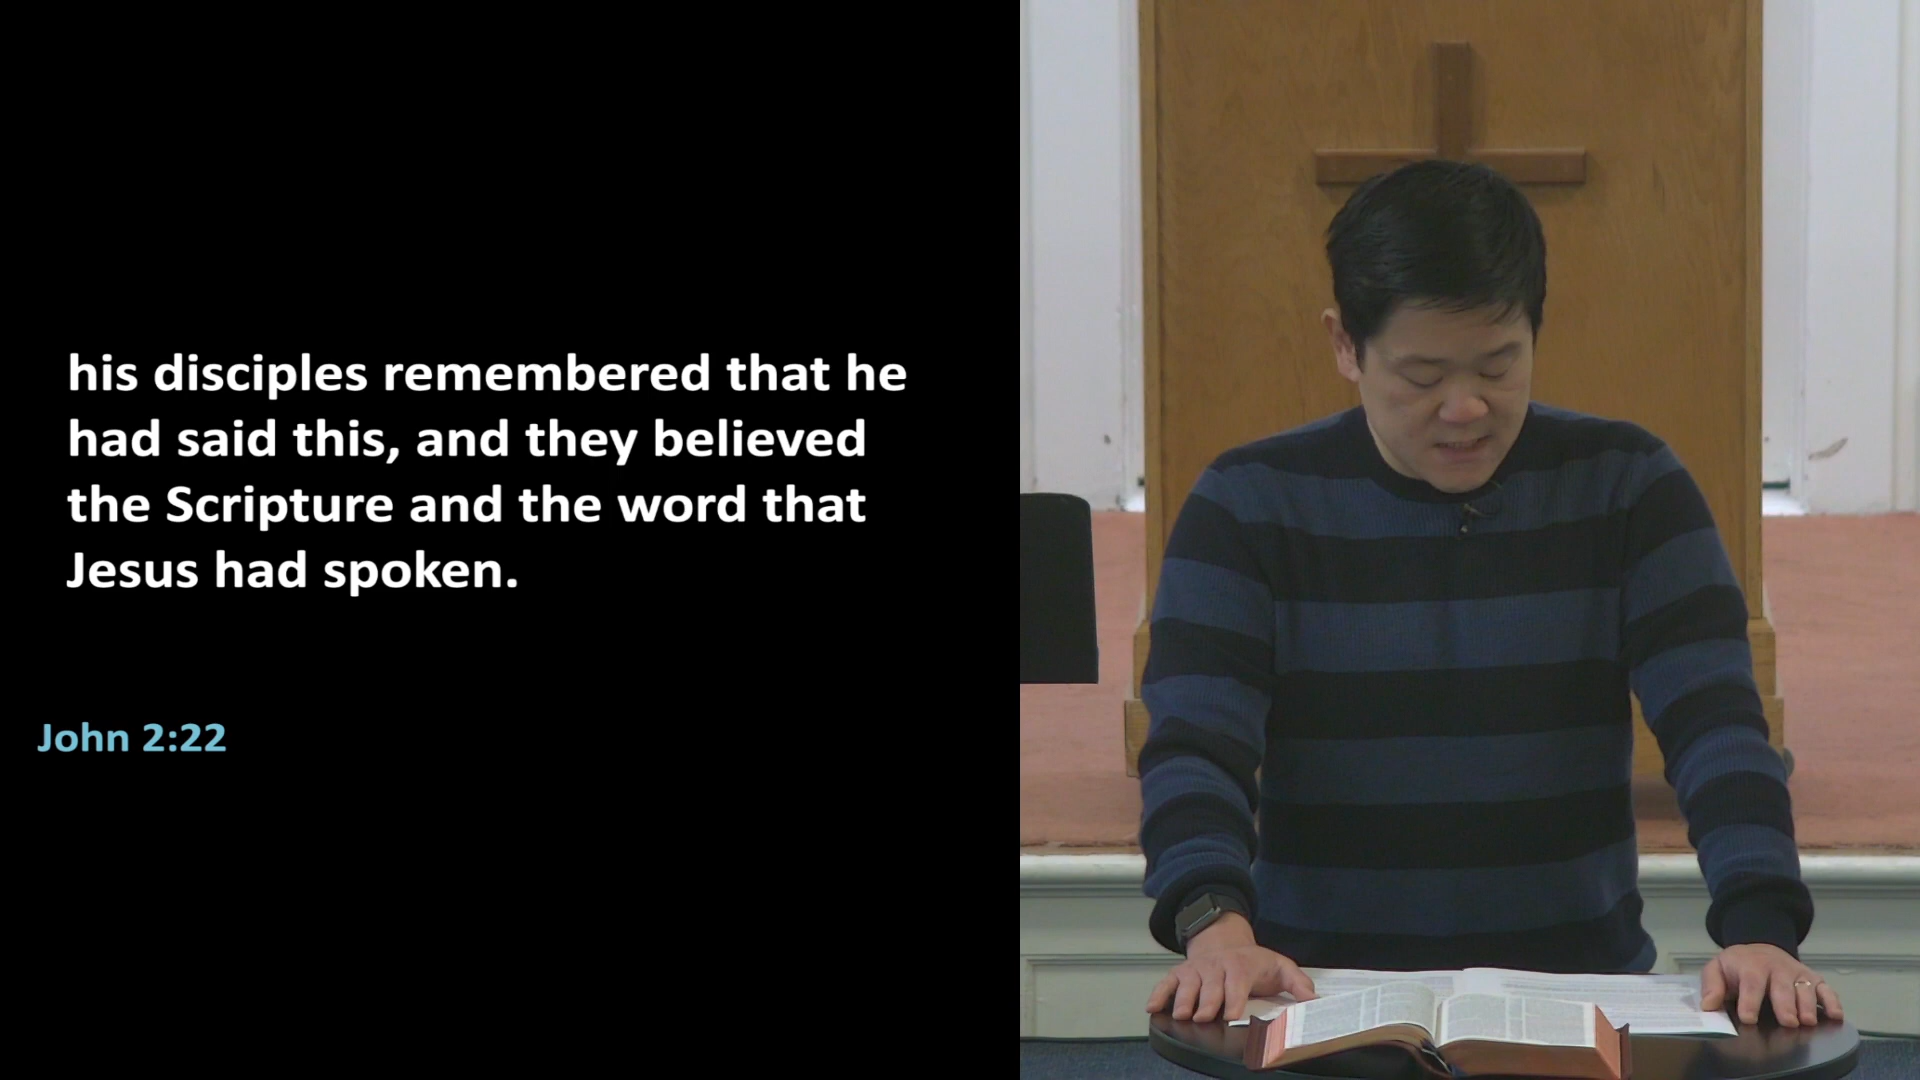 his disciples remembered that he
had said this, and they believed
the Scripture and the word that
Jesus had spoken.
John 2:22